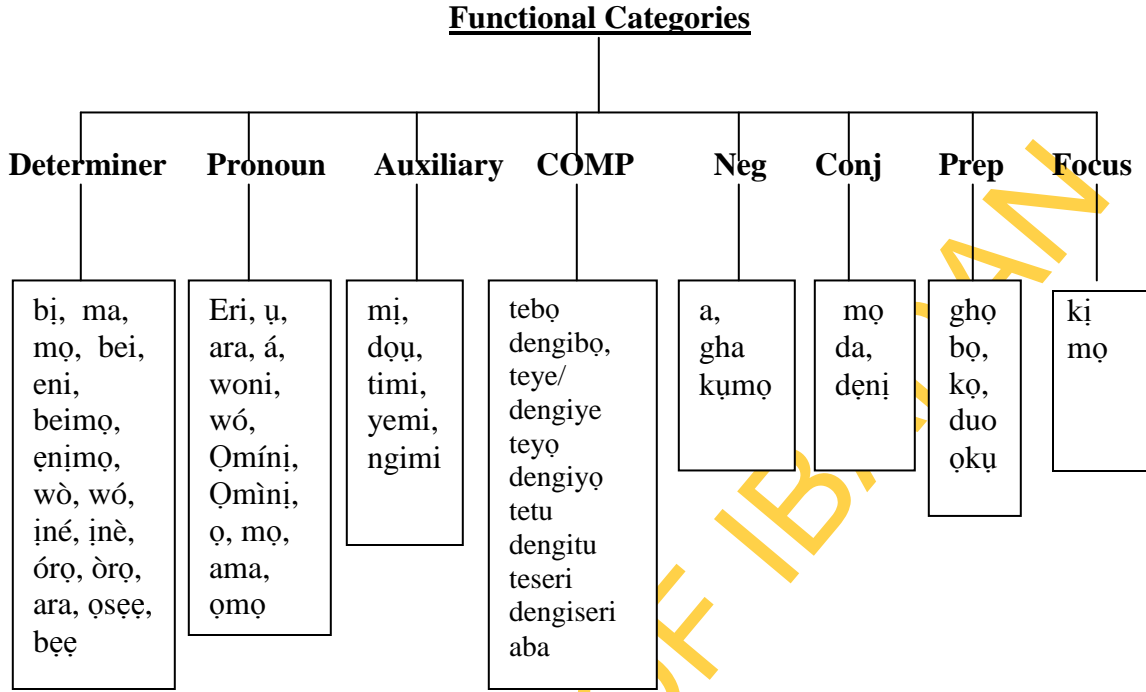 Functional Categories
Determiner Pronoun Auxiliary COMP Neg Conj Prep Focus
bị, ma,
mọ, bei,
eni,
beimọ,
ẹnịmọ,
wò, wó,
ịné, ịnè,
órọ, òrọ,
ara, ọsẹẹ,
bẹẹ
Eri, ụ,
ara, á,
woni,
wó,
Ọmínị,
Ọmìnị,
ọ, mọ,
ama,
ọmọ
mị,
dọụ,
timi,
yemi,
ngimi
tebọ
dengibọ,
teye/
dengiye
teyọ
dengiyọ
tetu
dengitu
teseri
dengiseri
aba
a,
gha
kụmọ
mọ
da,
dẹnị
ghọ
bọ,
kọ,
duo
ọkụ
kị
mọ
OF IBADAN